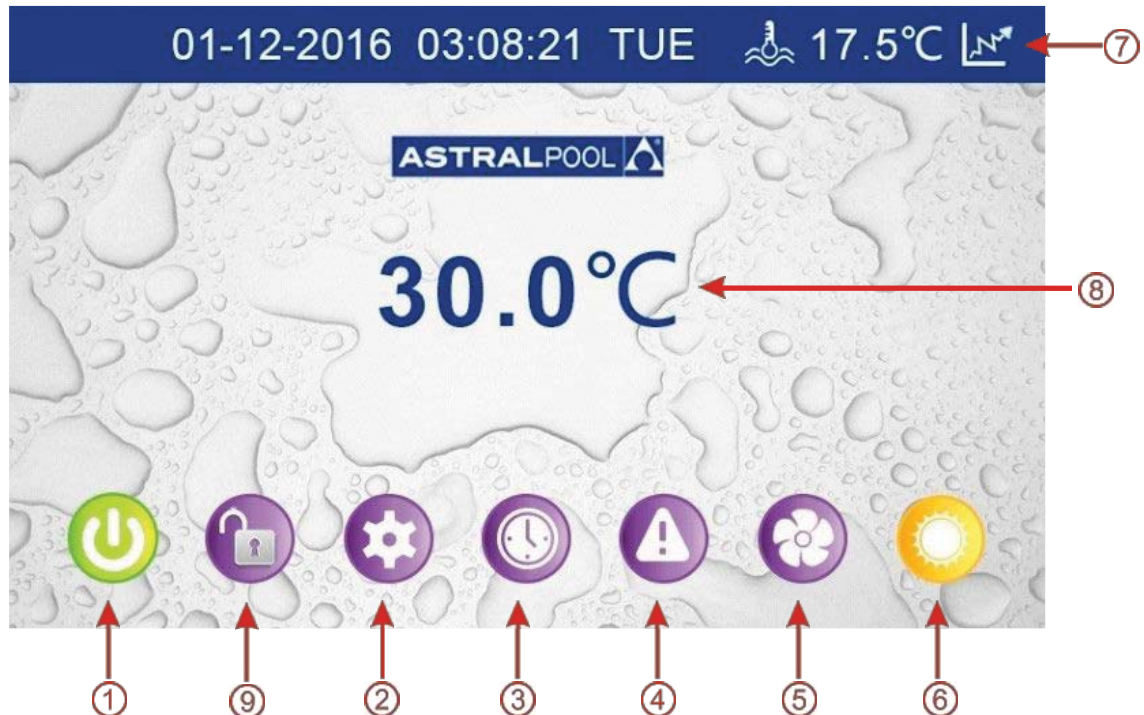 01-12-2016 03:08:21 TUE 17.5℃
⑦
ASTRALPOOL
30.0℃
⑧
① ⑨ ② ③ ④ ⑤ ⑥